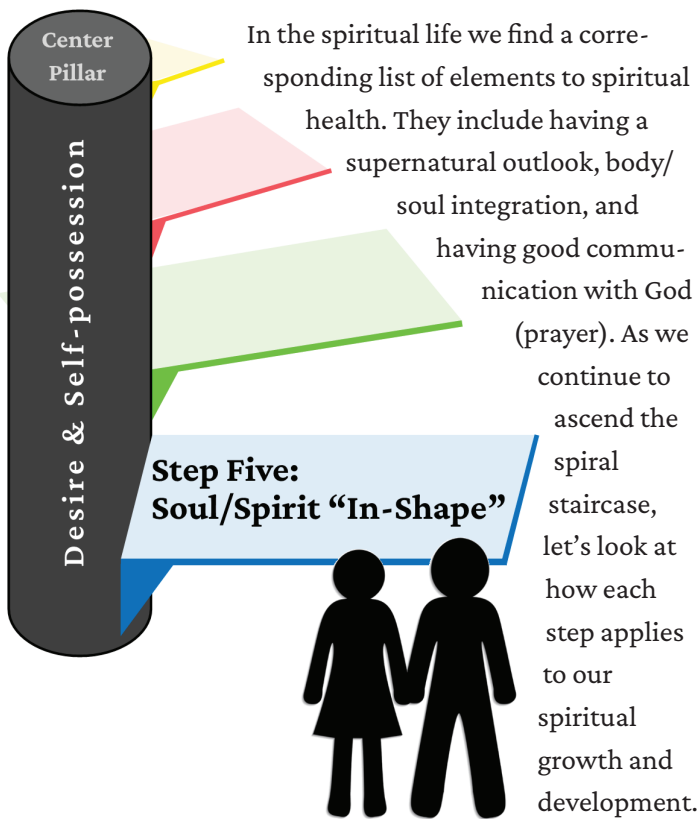 Center
Pillar
Desire & Self-possession
In the spiritual life we find a corre-
sponding list of elements to spiritual
health. They include having a
supernatural outlook, body/
soul integration, and
having good commu-
nication with God
(prayer). As we
continue to
ascend the
spiral
staircase,
let’s look at
how each
step applies
to our
spiritual
growth and
development.
Step Five:
Soul/Spirit “In-Shape”